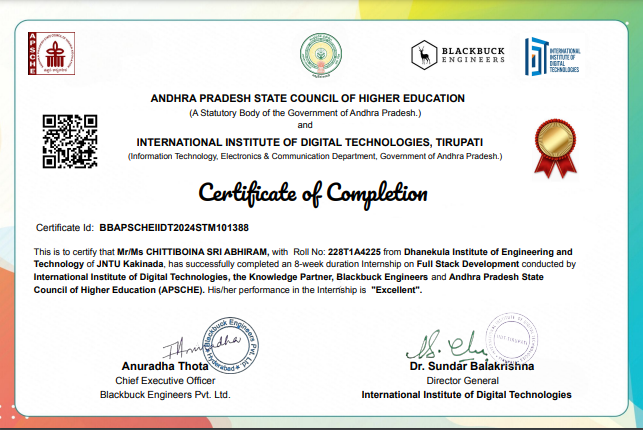 APSCHE
BLACKBUCK
ENGINEERS
INTERNATIONAL
INSTITUTE OF
DIGITAL
TECHNOLOGIES
ANDHRA PRADESH STATE COUNCIL OF HIGHER EDUCATION
(A Statutory Body of the Government of Andhra Pradesh.)
and
INTERNATIONAL INSTITUTE OF DIGITAL TECHNOLOGIES, TIRUPATI
(Information Technology, Electronics & Communication Department, Government of Andhra Pradesh.)
Certificate of Completion
Certificate Id: BBAPSCHEIIDT2024STM101388
This is to certify that Mr/Ms CHITTIBOINA SRI ABHIRAM, with Roll No: 228T1A4225 from Dhanekula Institute of Engineering and
Technology of JNTU Kakinada, has successfully completed an 8-week duration Internship on Full Stack Development conducted by
International Institute of Digital Technologies, the Knowledge Partner, Blackbuck Engineers and Andhra Pradesh State
Council of Higher Education (APSCHE). His/her performance in the Internship is "Excellent".
Blackbuck Engineers Pvt. Ltd.
Hyderabad
Anuradha Thota
Chief Executive Officer
Blackbuck Engineers Pvt. Ltd.
Dr. Sundar Balakrishna
Director General
International Institute of Digital Technologies